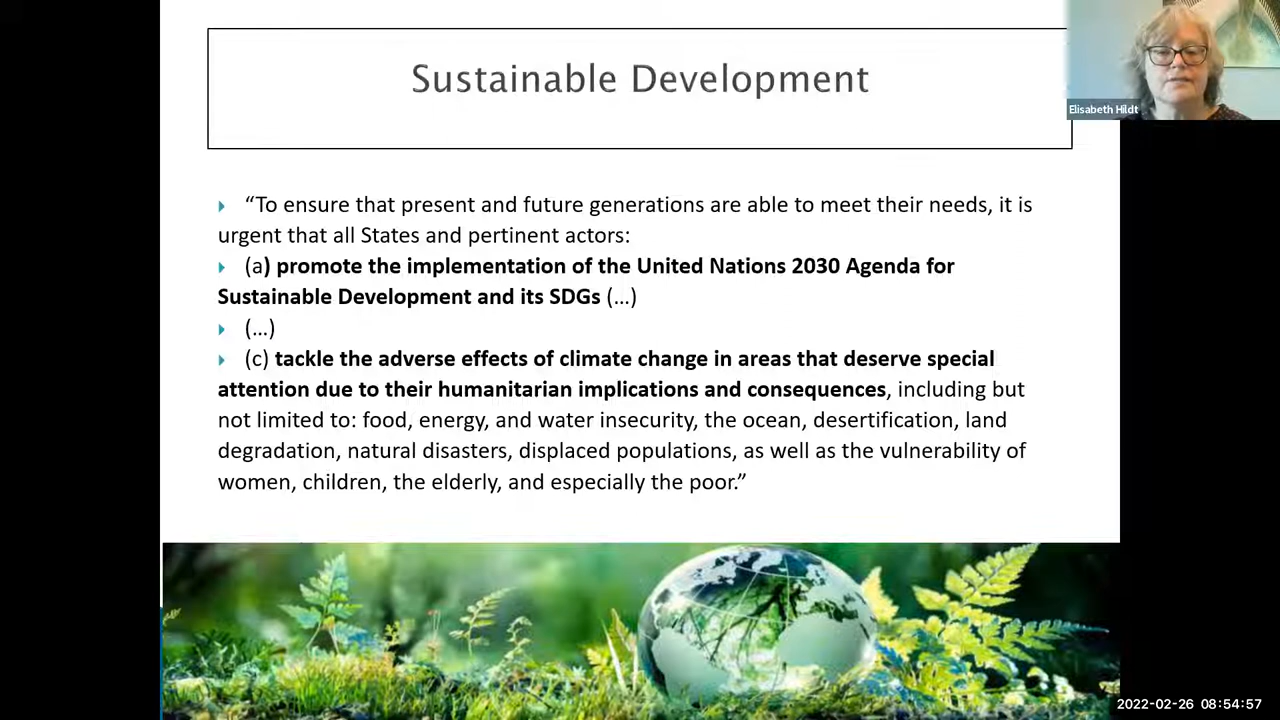 Sustainable Development
Elisabeth Hildt
“To ensure that present and future generations are able to meet their needs, it is
urgent that all States and pertinent actors:
(a) promote the implementation of the United Nations 2030 Agenda for
Sustainable Development and its SDGs (…)
(…)
(c) tackle the adverse effects of climate change in areas that deserve special
attention due to their humanitarian implications and consequences, including but
not limited to: food, energy, and water insecurity, the ocean, desertification, land
degradation, natural disasters, displaced populations, as well as the vulnerability of
women, children, the elderly, and especially the poor.”
2022-02-26 08:54:57